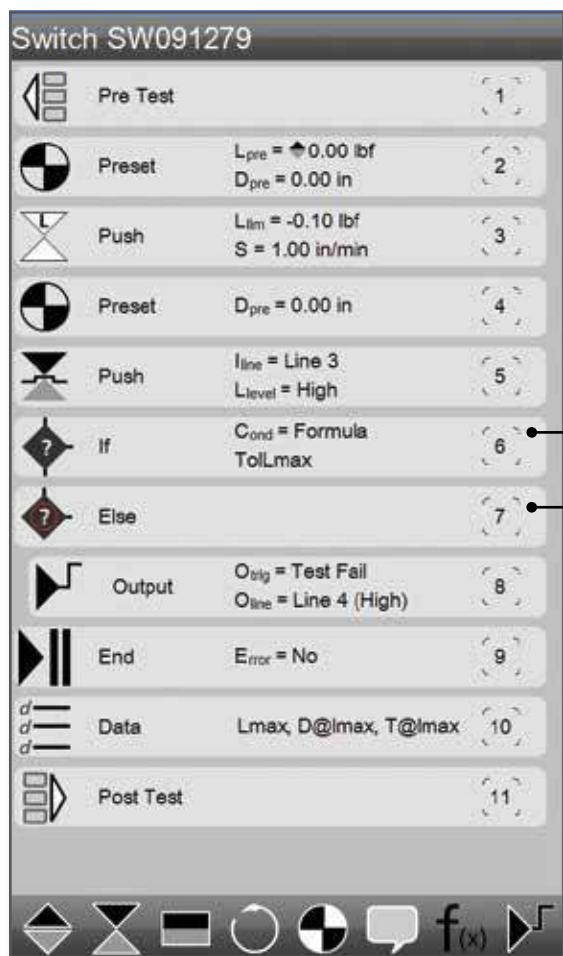 Switch SW091279
Pre Test 1
Preset Lpre = 0.00 lbf 2
Dpre = 0.00 in
Push Llim = -0.10 lbf 3
S = 1.00 in/min
L
Preset Dpre = 0.00 in 4
Push Iline = Line 3 5
Llevel = High
If Cond = Formula 6
TolLmax
?
Else 7
?
Output Otrig = Test Fail 8
Oline = Line 4 (High)
End Error = No 9
d
d
d
Data Lmax, D@lmax, T@lmax 10
Post Test 11
f(x)